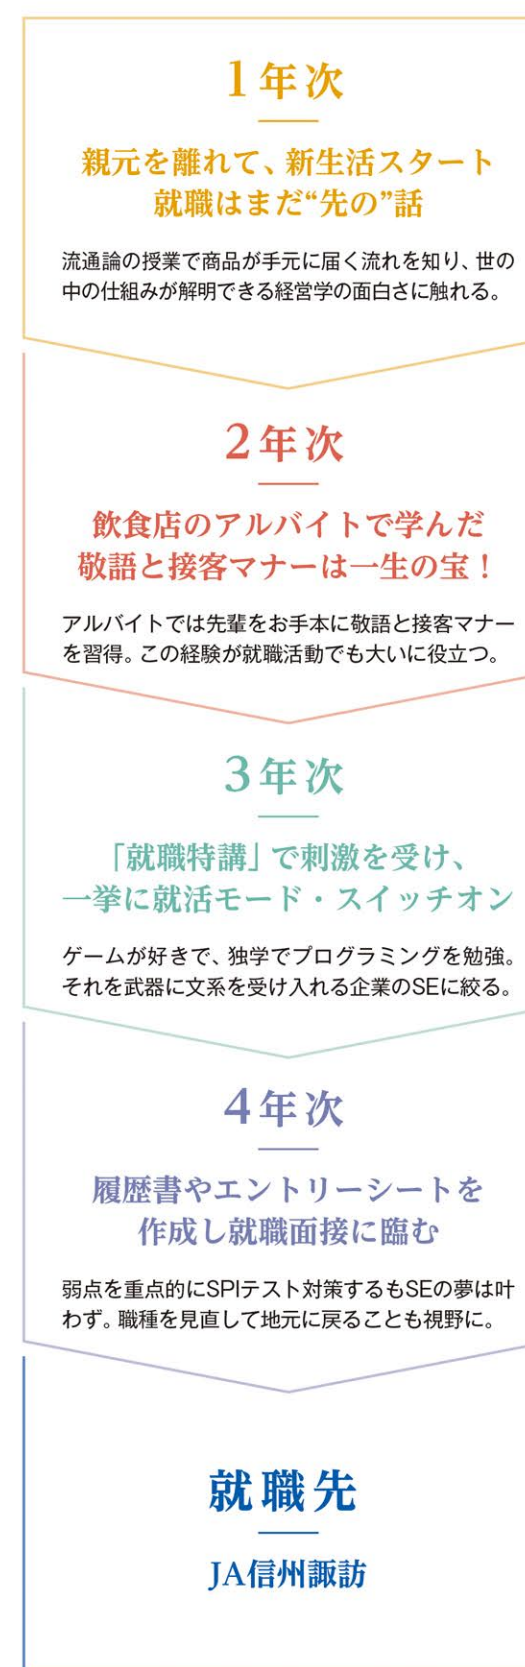 1年次
親元を離れて、新生活スタート
就職はまだ“先の”話
流通論の授業で商品が手元に届く流れを知り、世の
中の仕組みが解明できる経営学の面白さに触れる。
2年次
飲食店のアルバイトで学んだ
敬語と接客マナーは一生の宝！
アルバイトでは先輩をお手本に敬語と接客マナー
を習得。この経験が就職活動でも大いに役立つ。
3年次
「就職特講」で刺激を受け、
一挙に就活モード・スイッチオン
ゲームが好きで、独学でプログラミングを勉強。
それを武器に文系を受け入れる企業のSEに絞る。
4年次
履歴書やエントリーシートを
作成し就職面接に臨む
弱点を重点的にSPIテスト対策するもSEの夢は叶
わず。職種を見直して地元に戻ることも視野に。
就職先
JA信州諏訪